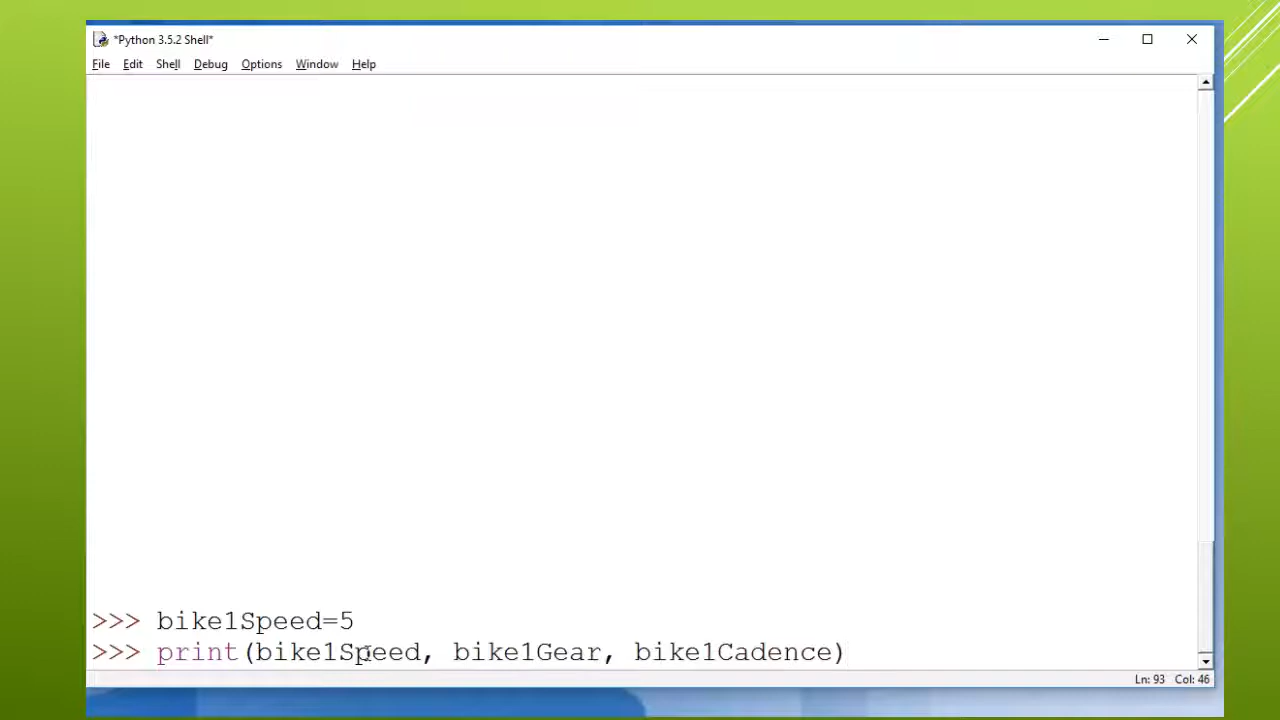 *Python 3.5.2 Shell*
File Edit Shell Debug Options Window Help
>>> bike1Speed=5
>>> print(bike1Speed, bike1Gear, bike1Cadence)
Ln: 93 Col: 46